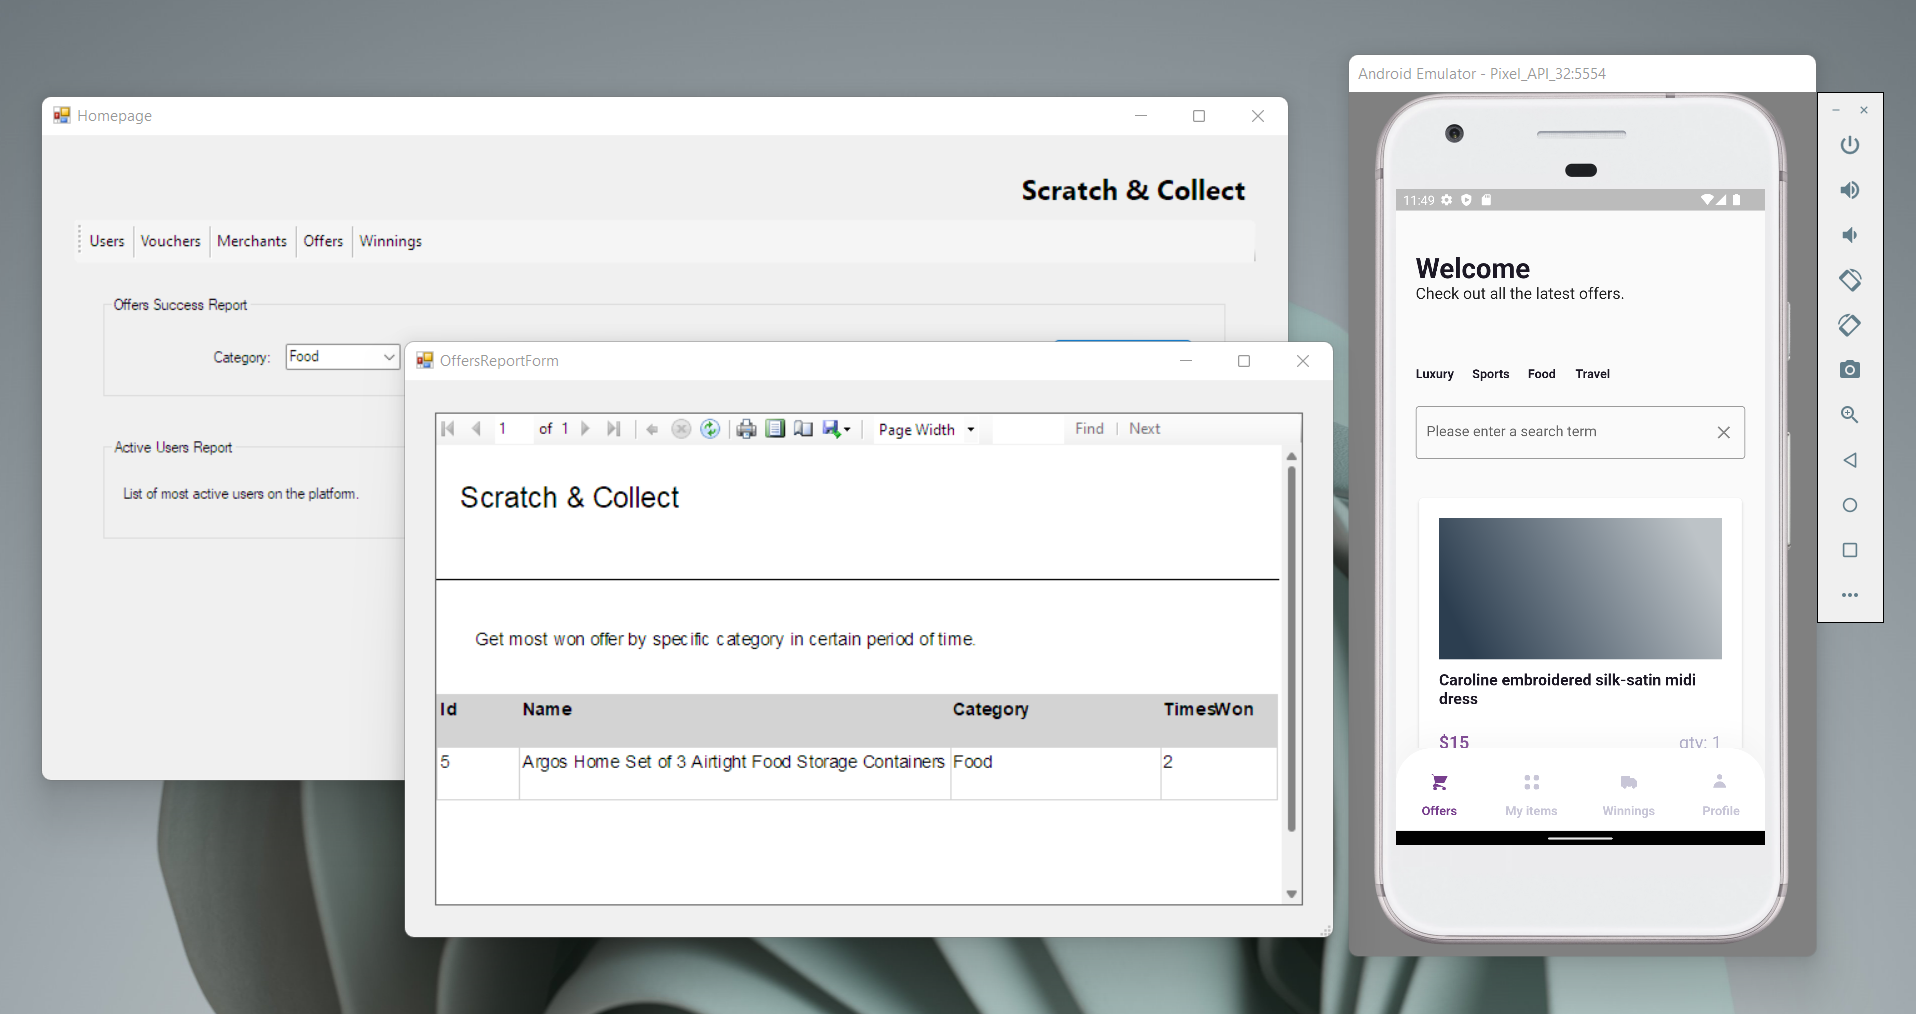 Homepage
Scratch & Collect
Users
Vouchers
Merchants
Offers
Winnings
Offers Success Report
Category:
Food
Active Users Report
List of most active users on the platform.
OffersReportForm
1 of 1
Page Width
Find | Next
Scratch & Collect
Get most won offer by specific category in certain period of time.
Id Name Category TimesWon
5 Argos Home Set of 3 Airtight Food Storage Containers Food 2
Android Emulator - Pixel_API_32:5554
11:49
Welcome
Check out all the latest offers.
Luxury Sports Food Travel
Please enter a search term
Caroline embroidered silk-satin midi
dress
$15 qty: 1
Offers My items Winnings Profile